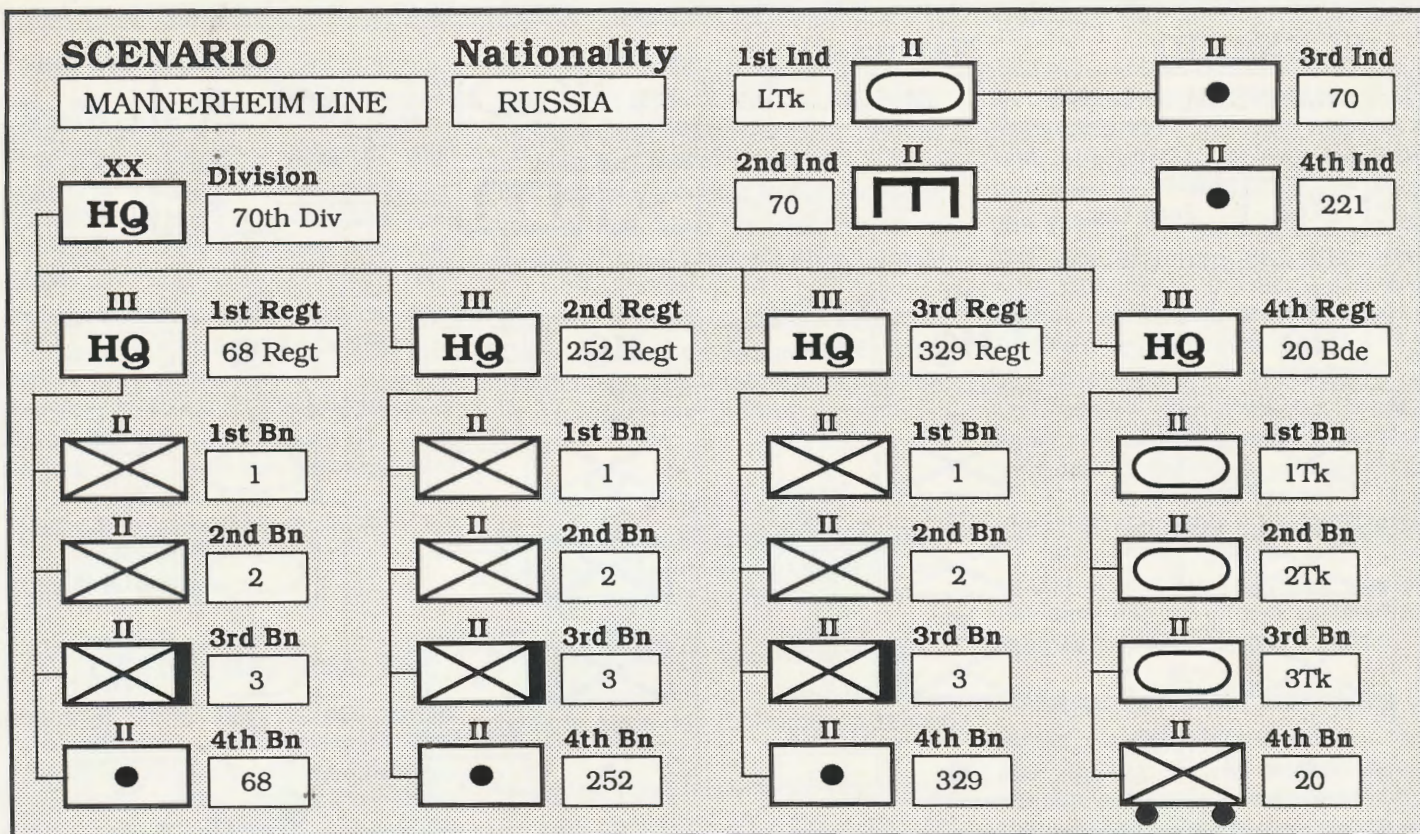 SCENARIO
MANNERHEIM LINE
Nationality
RUSSIA
1st Ind
LTk
II
II
3rd Ind
70
2nd Ind
70
II
II
4th Ind
221
XX
HQ
Division
70th Div
III
HQ
1st Regt
68 Regt
III
HQ
2nd Regt
252 Regt
III
HQ
3rd Regt
329 Regt
III
HQ
4th Regt
20 Bde
II
1st Bn
1
II
1st Bn
1
II
1st Bn
1
II
1st Bn
1Tk
II
2nd Bn
2
II
2nd Bn
2
II
2nd Bn
2
II
2nd Bn
2Tk
II
3rd Bn
3
II
3rd Bn
3
II
3rd Bn
3
II
3rd Bn
3Tk
II
4th Bn
68
II
4th Bn
252
II
4th Bn
329
II
4th Bn
20